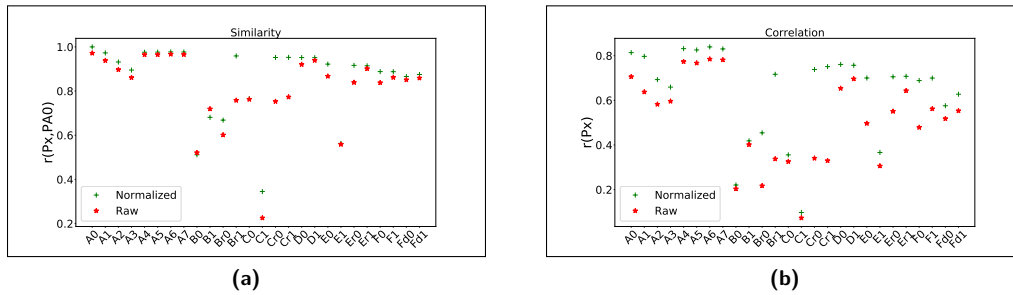 Similarity
r(Px,PA0)
1.0
0.8
0.6
0.4
0.2
Normalized
Raw
A0 A1 A2 A3 A4 A5 A6 A7 B0 B1 Br0 Br1 C0 C1 Cr0 Cr1 D0 D1 E0 E1 Er0 Er1 F0 F1 Fd0 Fd1
(a)
Correlation
r(Px)
0.8
0.6
0.4
0.2
Normalized
Raw
A0 A1 A2 A3 A4 A5 A6 A7 B0 B1 Br0 Br1 C0 C1 Cr0 Cr1 D0 D1 E0 E1 Er0 Er1 F0 F1 Fd0 Fd1
(b)